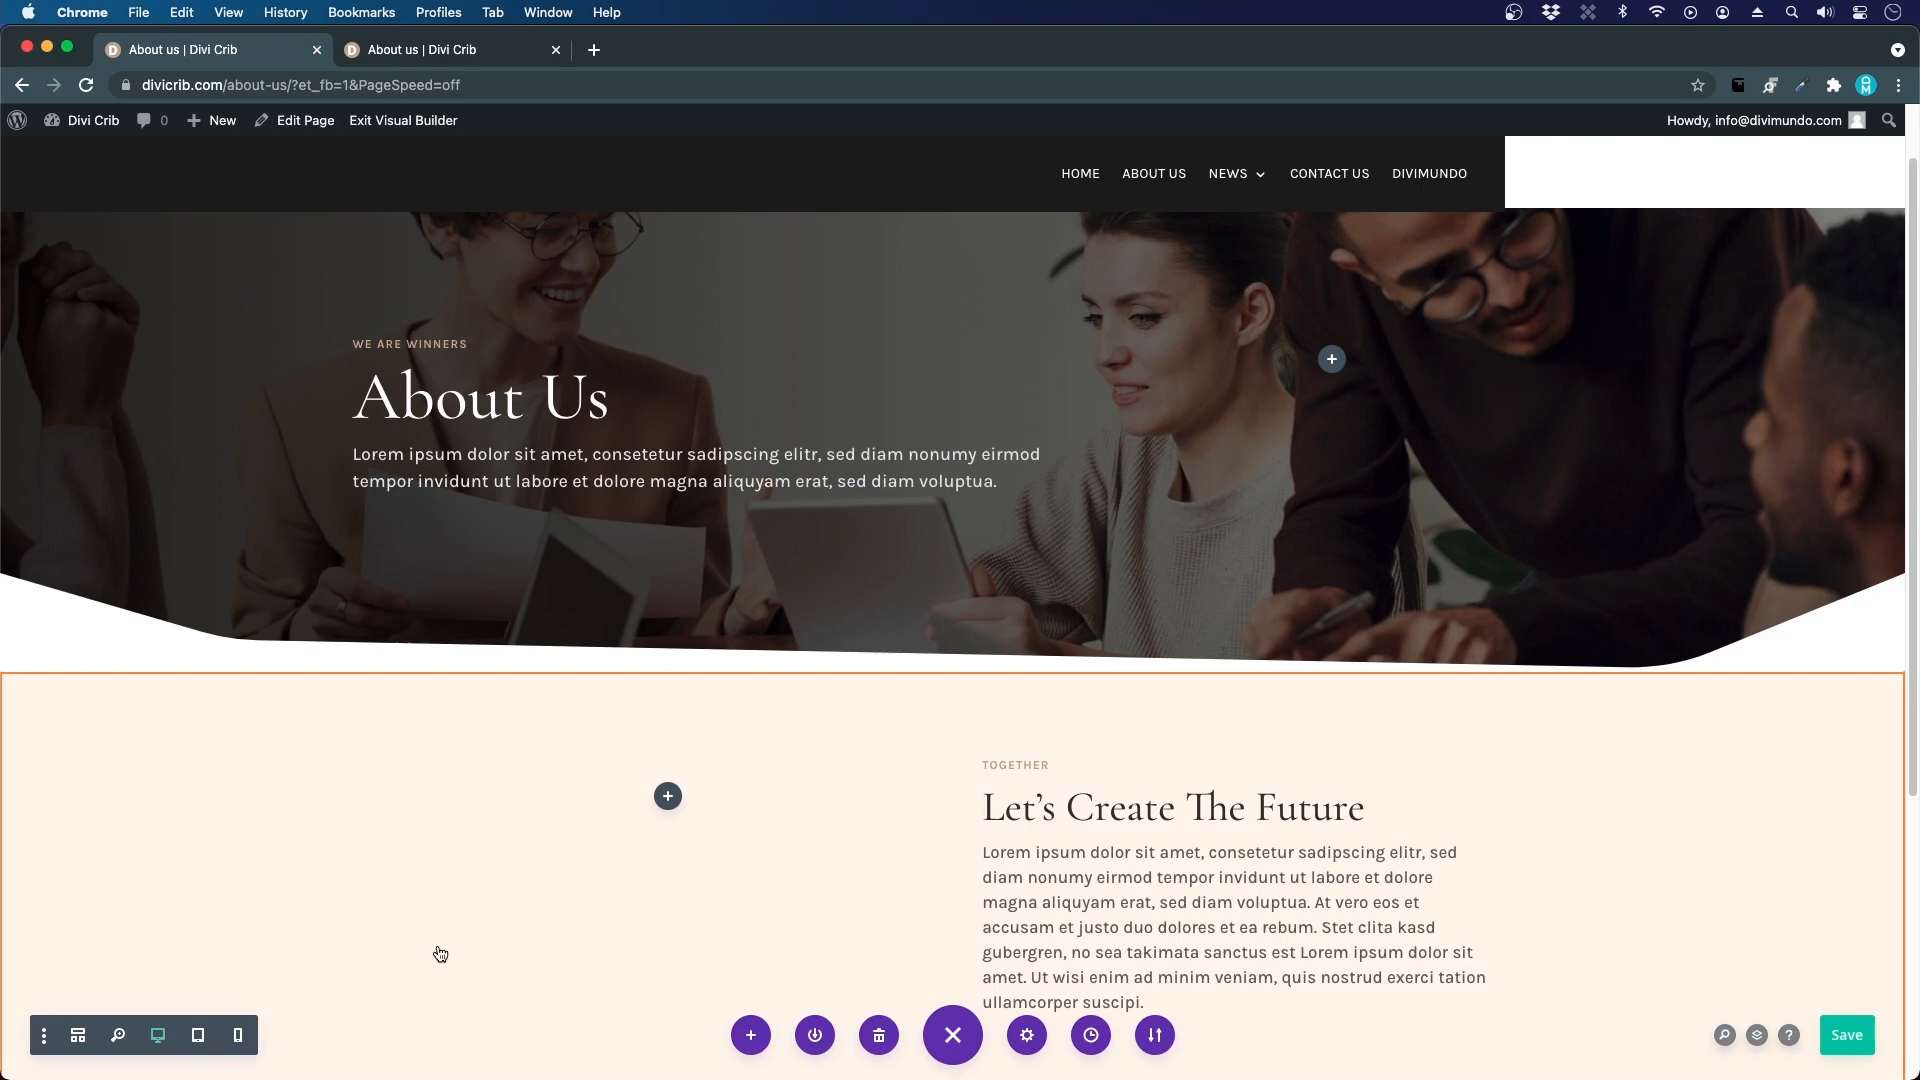 Chrome File Edit View History Bookmarks Profiles Tab Window Help
About us | Divi Crib
About us | Divi Crib
divicrib.com/about-us/?et_fb=1&PageSpeed=off
Divi Crib 0 New Edit Page Exit Visual Builder Howdy, info@divimundo.com
HOME ABOUT US NEWS CONTACT US DIVIMUNDO
WE ARE WINNERS
About Us
Lorem ipsum dolor sit amet, consetetur sadipscing elitr, sed diam nonumy eirmod
tempor invidunt ut labore et dolore magna aliquyam erat, sed diam voluptua.
TOGETHER
Let’s Create The Future
Lorem ipsum dolor sit amet, consetetur sadipscing elitr, sed
diam nonumy eirmod tempor invidunt ut labore et dolore
magna aliquyam erat, sed diam voluptua. At vero eos et
accusam et justo duo dolores et ea rebum. Stet clita kasd
gubergren, no sea takimata sanctus est Lorem ipsum dolor sit
amet. Ut wisi enim ad minim veniam, quis nostrud exerci tation
ullamcorper suscipi.
Save